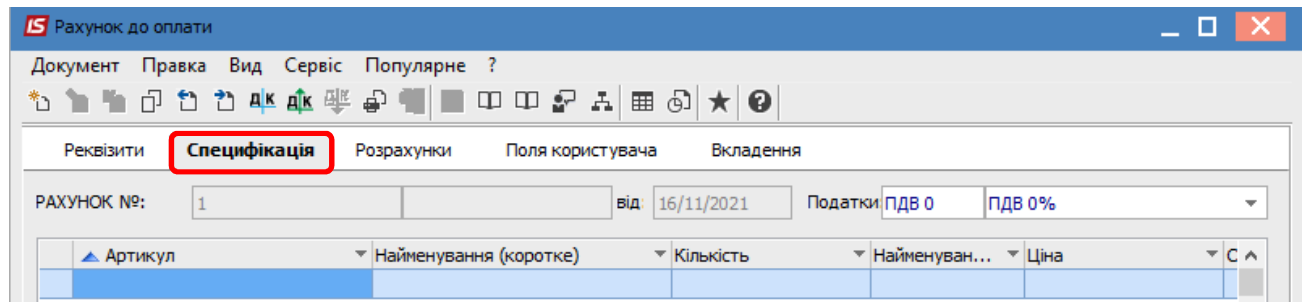 Рахунок до оплати
Документ Правка Вид Сервіс Популярне ?
Реквізити Специфікація Розрахунки Поля користувача Вкладення
РАХУНОК №: 1 від 16/11/2021 Податки ПДВ 0 ПДВ 0%
Артикул Найменування (коротке) Кількість Найменуван... Ціна